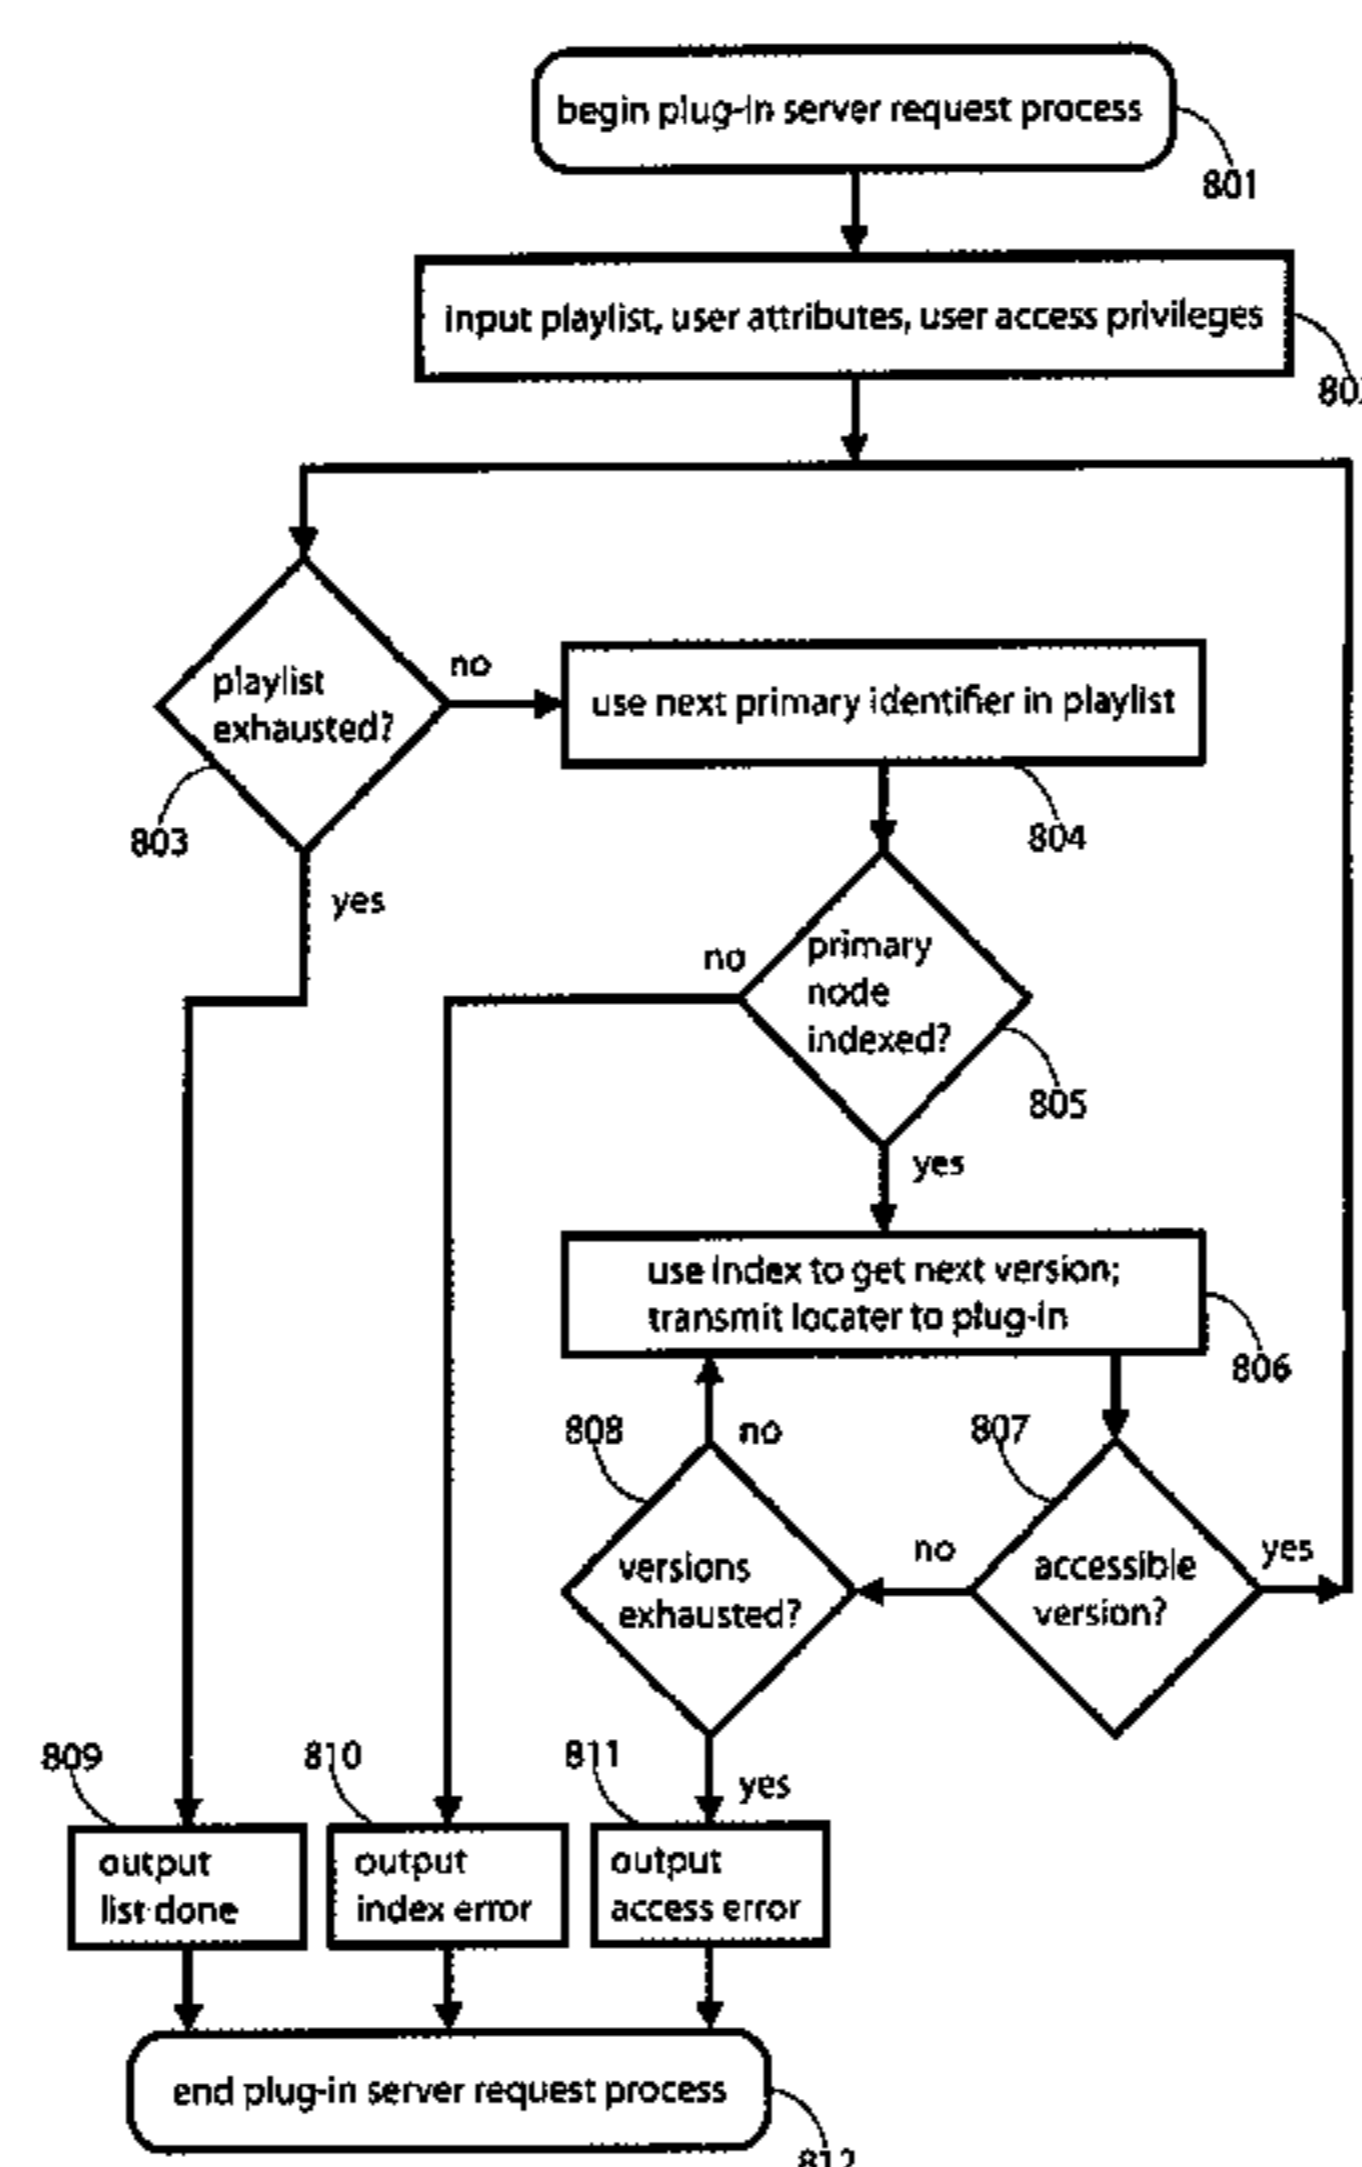 begin plug-in server request process
801
input playlist, user attributes, user access privileges
no
playlist
exhausted?
use next primary identifier in playlist
803
804
yes
no
primary
node
indexed?
805
yes
use index to get next version;
transmit locater to plug-in
806
808
no
807
versions
exhausted?
no
accessible
version?
yes
809
810
811
yes
output
list done
output
index error
output
access error
end plug-in server request process
812